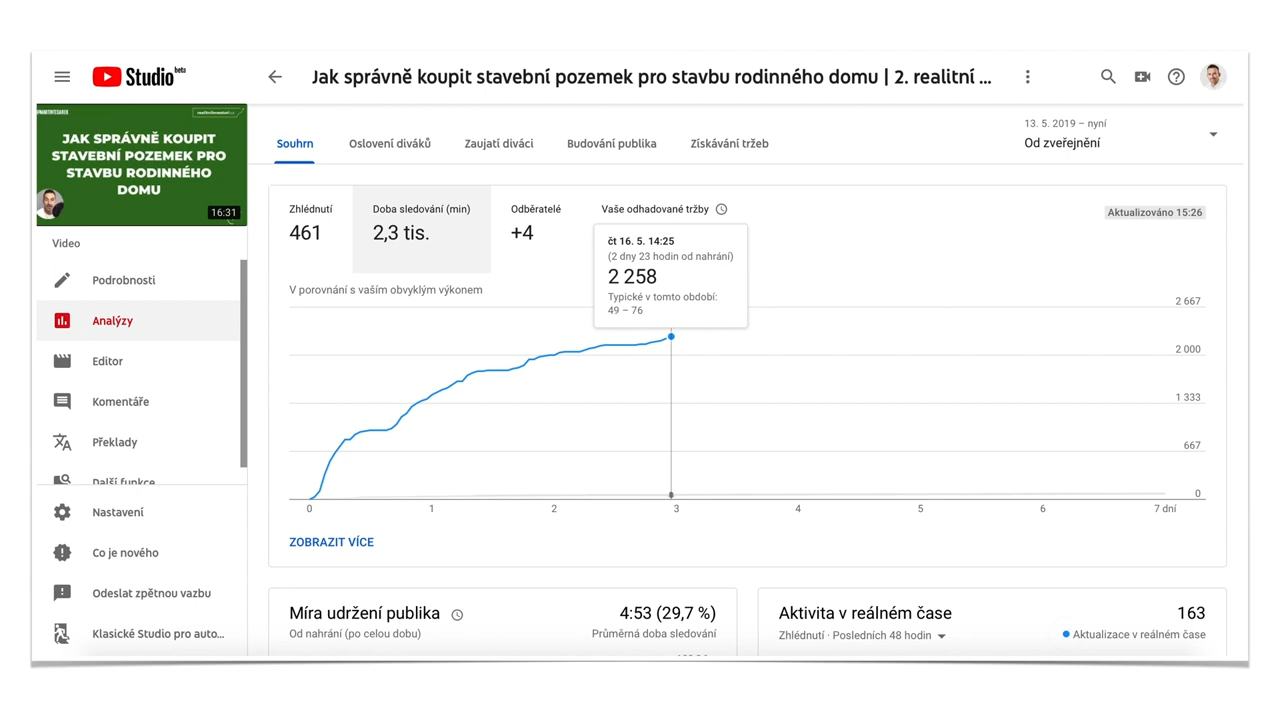 Studio beta
Jak správně koupit stavební pozemek pro stavbu rodinného domu | 2. realitní ...
JAK SPRÁVNĚ KOUPIT
STAVEBNÍ POZEMEK PRO
STAVBU RODINNÉHO
DOMU
16:31
Video
Podrobnosti
Analýzy
Editor
Komentáře
Překlady
Další funkce
Nastavení
Co je nového
Odeslat zpětnou vazbu
Klasické Studio pro auto...
Souhrn
Oslovení diváků
Zaujatí diváci
Budování publika
Získávání tržeb
13. 5. 2019 – nyní
Od zveřejnění
Zhlédnutí
461
Doba sledování (min)
2,3 tis.
Odběratelé
+4
Vaše odhadované tržby
Aktualizováno 15:26
čt 16. 5. 14:25
(2 dny 23 hodin od nahrání)
2 258
Typické v tomto období:
49 – 76
V porovnání s vaším obvyklým výkonem
2 667
2 000
1 333
667
0
0 1 2 3 4 5 6 7 dní
ZOBRAZIT VÍCE
Míra udržení publika
4:53 (29,7 %)
Od nahrání (po celou dobu)
Průměrná doba sledování
Aktivita v reálném čase
163
Zhlédnutí · Posledních 48 hodin
Aktualizace v reálném čase